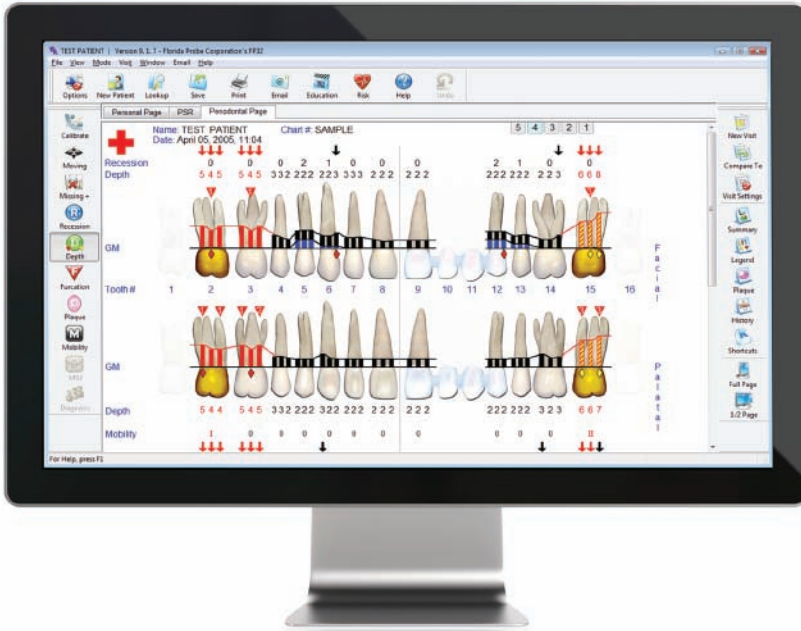 TEST PATIENT | Version 9. 1. 7 - Florida Probe Corporation's FP32
File View Mode Visit Window Email Help
Options New Patient Lookup Save Print Email Education Risk Help Undo
Personal Page PSR Periodontal Page
Name: TEST PATIENT Chart #: SAMPLE 5 4 3 2 1
Date: April 05, 2005, 11:04
Calibrate
Moving
Missing +
Recession
Depth
Furcation
Plaque
Mobility
Diagnosis
Recession 0 0 0 2 1 0 0 0 2 1 0 0
Depth 5 4 5 5 4 5 3 3 2 2 2 2 2 2 3 3 3 3 2 2 2 2 2 2 2 2 2 2 2 2 2 2 3 6 6 8
GM
Tooth # 1 2 3 4 5 6 7 8 9 10 11 12 13 14 15 16
Facial
GM
Depth 5 4 4 5 4 5 3 3 2 2 2 2 3 2 2 2 2 2 2 2 2 2 2 2 2 2 2 2 2 2 3 2 3 6 6 7
Palatal
Mobility I 0 0 0 0 0 0 0 0 0 0 II
New Visit
Compare To
Visit Settings
Summary
Legend
Plaque
History
Shortcuts
Full Page
1/2 Page
For Help, press F1